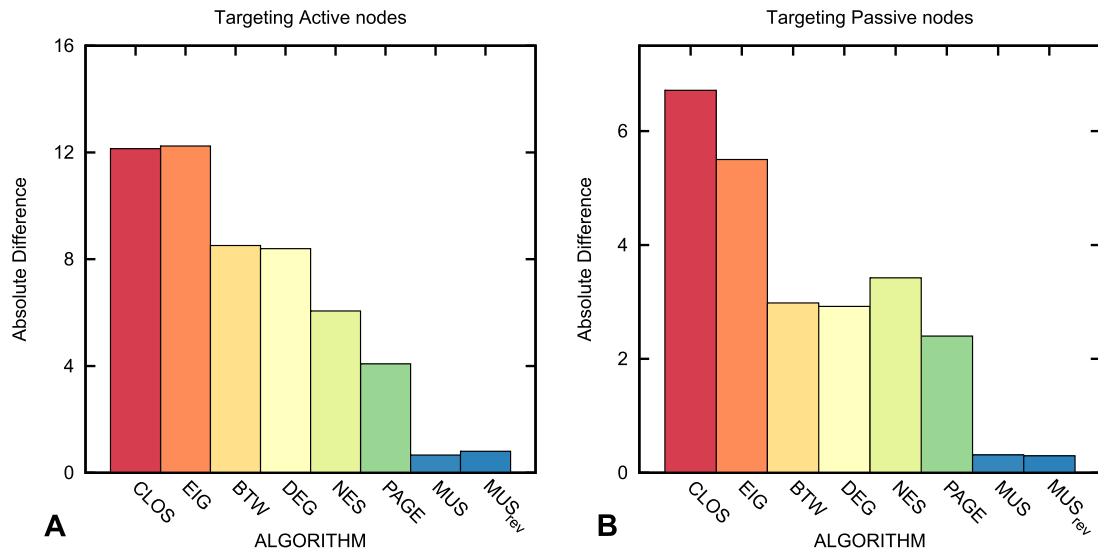 Targeting Active nodes
16
12
8
4
0
Absolute Difference
CLOS
EIG
BTW
DEG
NES
PAGE
MUS
MUSrev
A
ALGORITHM
Targeting Passive nodes
6
4
2
0
Absolute Difference
CLOS
EIG
BTW
DEG
NES
PAGE
MUS
MUSrev
B
ALGORITHM